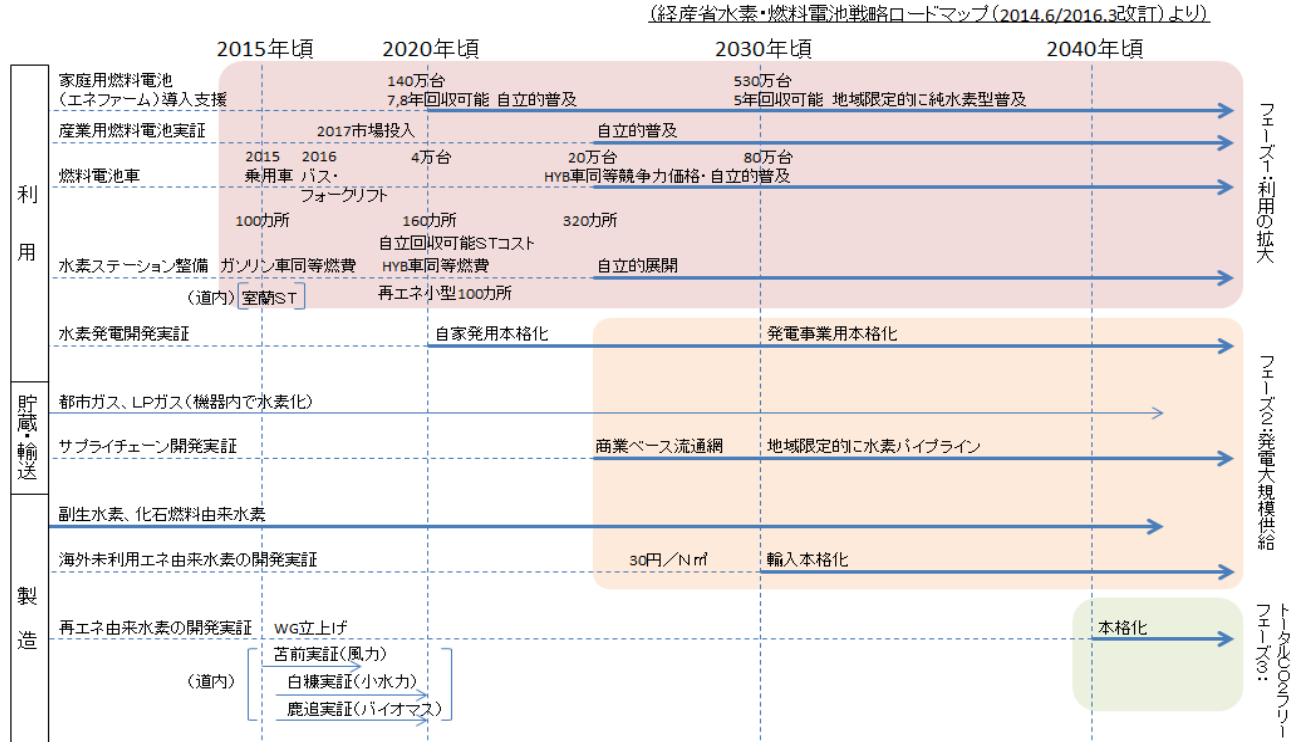 (経産省水素・燃料電池戦略ロードマップ(2014.6/2016.3改訂)より)
2015年頃 2020年頃 2030年頃 2040年頃
利用
家庭用燃料電池 140万台 530万台
(エネファーム)導入支援 7,8年回収可能 自立的普及 5年回収可能 地域限定的に純水素型普及
産業用燃料電池実証 2017市場投入 自立的普及
2015 2016 4万台 20万台 80万台
燃料電池車 乗用車 バス・ HYB車同等競争力価格・自立的普及
フォークリフト
100カ所 160カ所 320カ所
自立回収可能STコスト
水素ステーション整備 ガソリン車同等燃費 HYB車同等燃費 自立的展開
(道内) [室蘭ST] 再エネ小型100カ所
水素発電開発実証 自家発用本格化 発電事業用本格化
フェーズ1:利用の拡大
貯蔵・輸送
都市ガス、LPガス(機器内で水素化)
サプライチェーン開発実証 商業ベース流通網 地域限定的に水素パイプライン
フェーズ2:発電大規模供給
製造
副生水素、化石燃料由来水素
海外未利用エネ由来水素の開発実証 30円/N㎥ 輸入本格化
再エネ由来水素の開発実証 WG立上げ 本格化
苫前実証(風力)
(道内) 白糠実証(小水力)
鹿追実証(バイオマス)
フェーズ3:
トータルCO2フリー